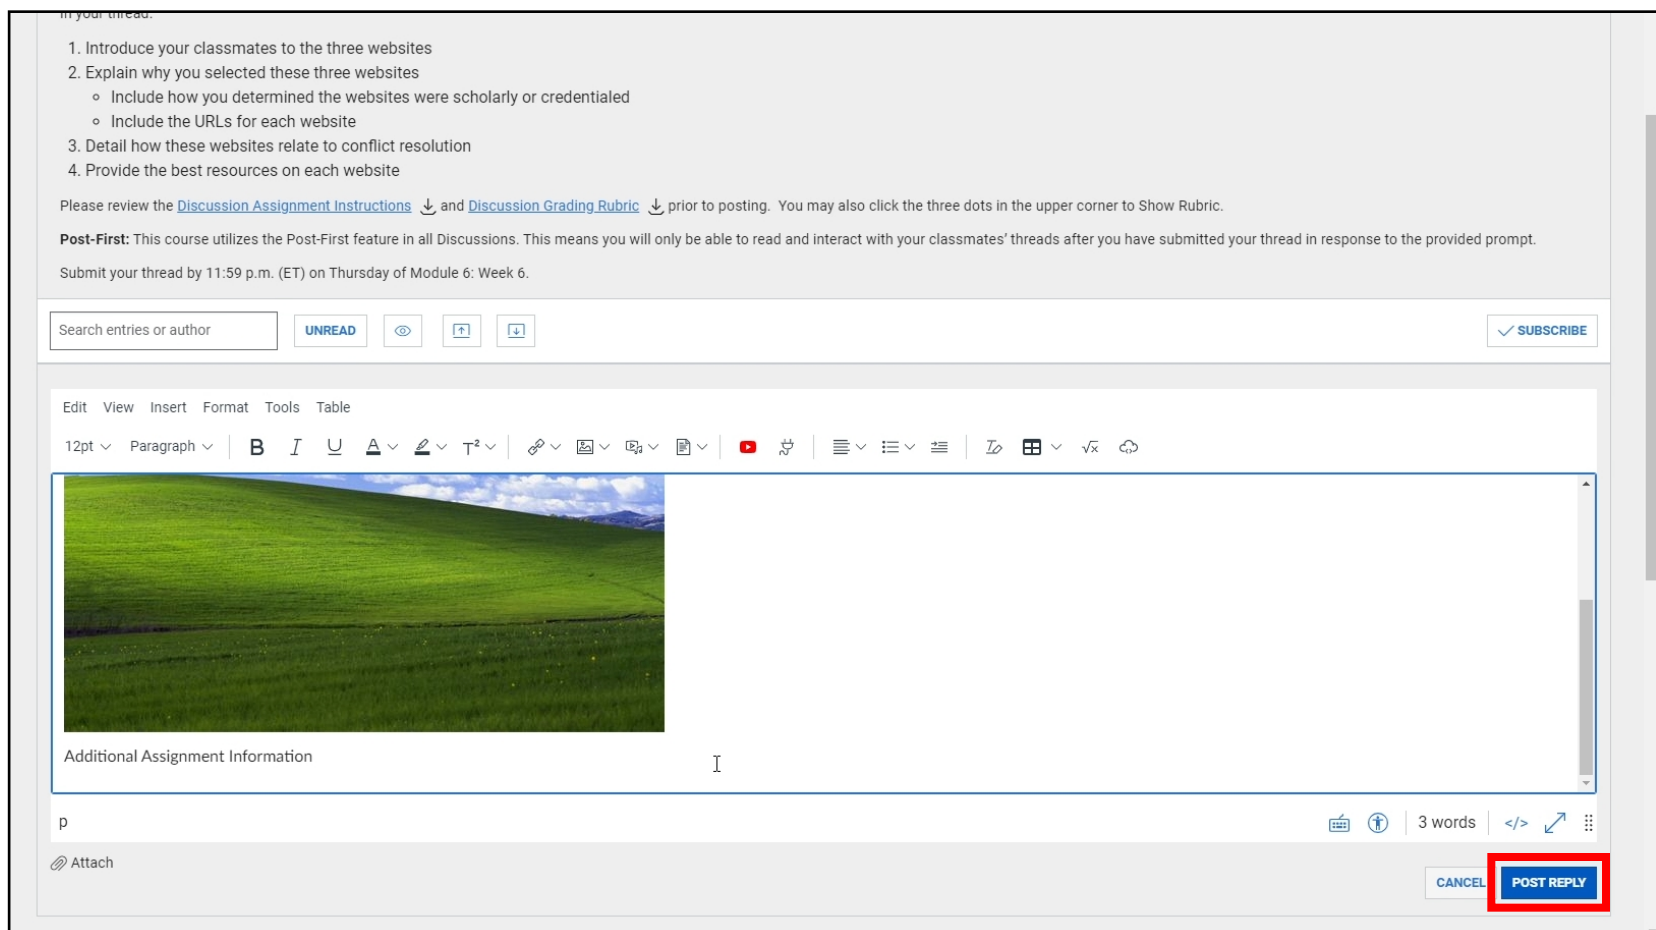 in your thread:
1. Introduce your classmates to the three websites
2. Explain why you selected these three websites
Include how you determined the websites were scholarly or credentialed
Include the URLs for each website
3. Detail how these websites relate to conflict resolution
4. Provide the best resources on each website
Please review the Discussion Assignment Instructions and Discussion Grading Rubric prior to posting. You may also click the three dots in the upper corner to Show Rubric.
Post-First: This course utilizes the Post-First feature in all Discussions. This means you will only be able to read and interact with your classmates' threads after you have submitted your thread in response to the provided prompt.
Submit your thread by 11:59 p.m. (ET) on Thursday of Module 6: Week 6.
Search entries or author UNREAD SUBSCRIBE
Edit View Insert Format Tools Table
12pt Paragraph B I U A T²
Additional Assignment Information
p 3 words </>
Attach
CANCEL POST REPLY